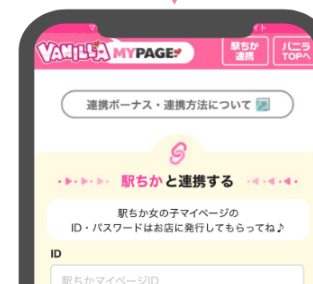 VANILLA MYPAGE
駅ちか
連携
バニラ
TOPへ
連携ボーナス・連携方法について
駅ちかと連携する
駅ちか女の子マイページの
ID・パスワードはお店に発行してもらってね♪
ID
駅ちかマイページID